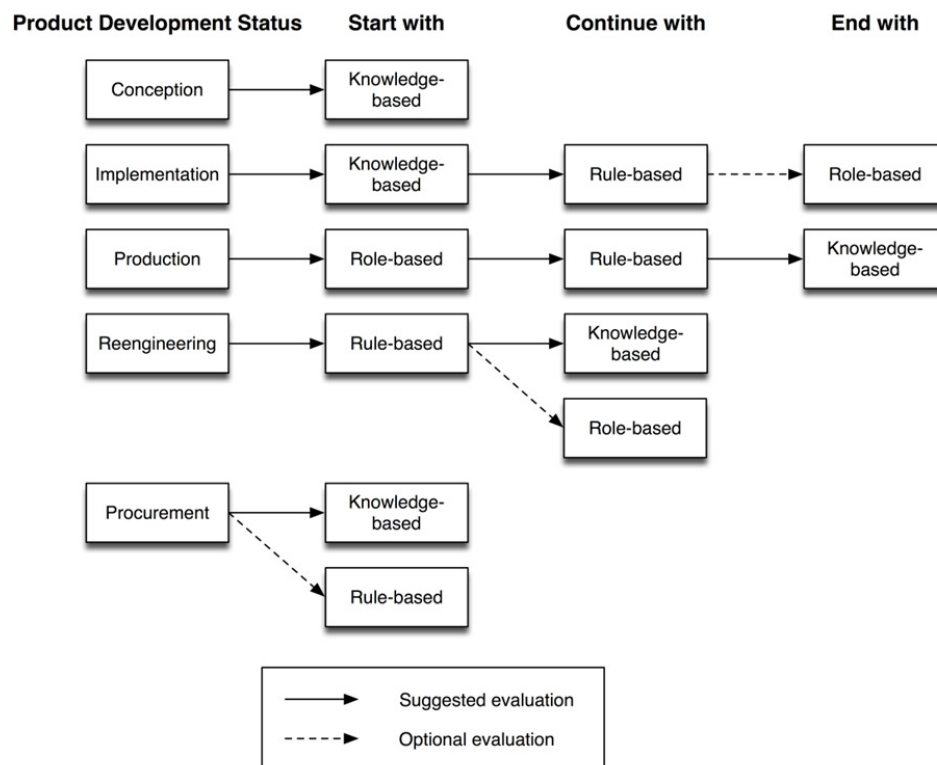 Product Development Status Start with Continue with End with
Conception
Knowledge-
based
Implementation
Knowledge-
based
Rule-based
Role-based
Production
Role-based
Rule-based
Knowledge-
based
Reengineering
Rule-based
Knowledge-
based
Role-based
Procurement
Knowledge-
based
Rule-based
Suggested evaluation
Optional evaluation